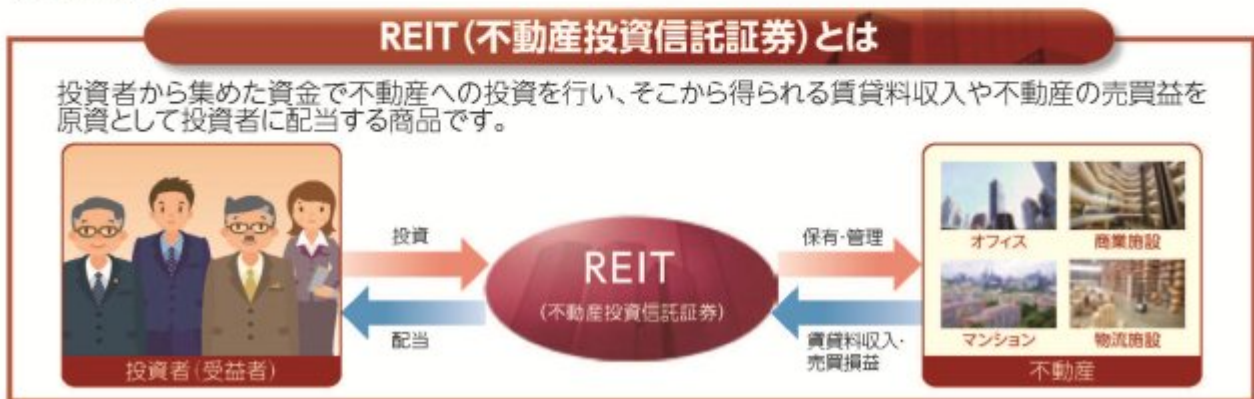 REIT(不動産投資信託証券)とは
投資者から集めた資金で不動産への投資を行い、そこから得られる賃貸料収入や不動産の売買益を
原資として投資者に配当する商品です。
投資
配当
投資者(受益者)
REIT
(不動産投資信託証券)
保有・管理
賃貸料収入・
売買損益
オフィス
商業施設
マンション
物流施設
不動産